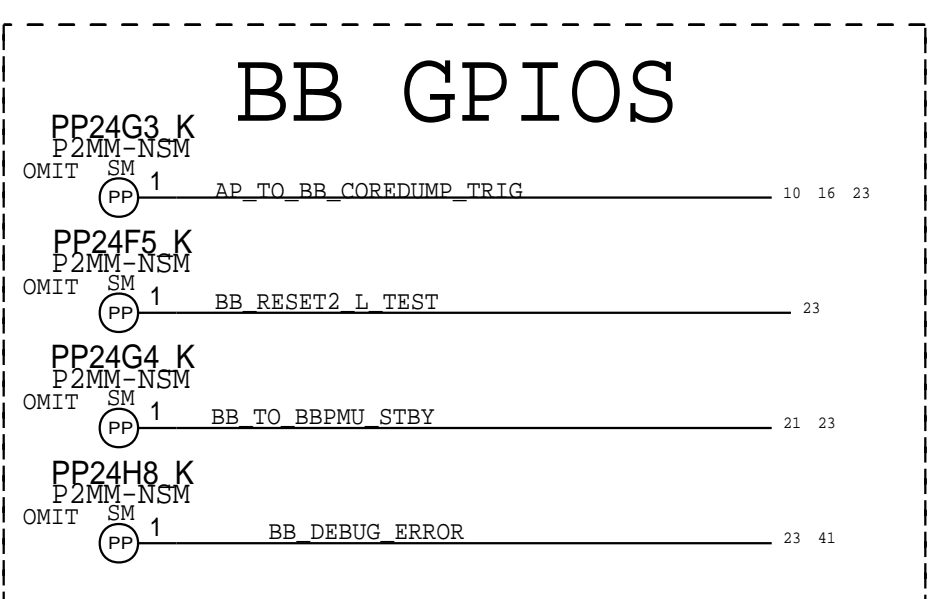 BB GPIOS
PP24G3_K
P2MM-NSM
OMIT SM 1
PP AP_TO_BB_COREDUMP_TRIG 10 16 23
PP24F5_K
P2MM-NSM
OMIT SM 1
PP BB_RESET2_L_TEST 23
PP24G4_K
P2MM-NSM
OMIT SM 1
PP BB_TO_BBPMU_STBY 21 23
PP24H8_K
P2MM-NSM
OMIT SM 1
PP BB_DEBUG_ERROR 23 41